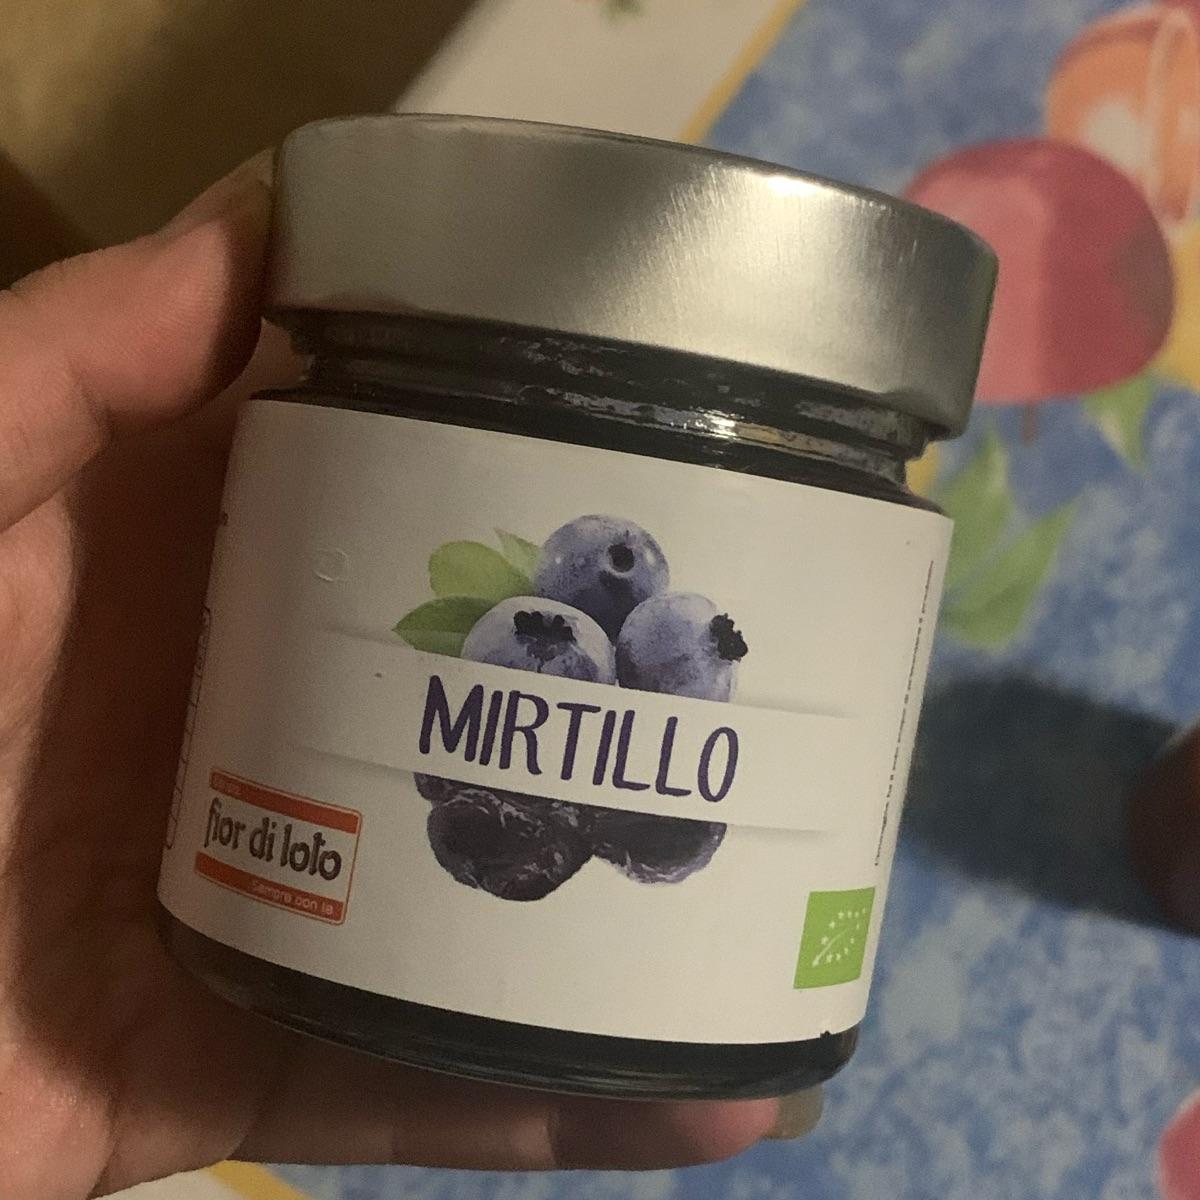 MIRTILLO
fior di loto
sempre con te